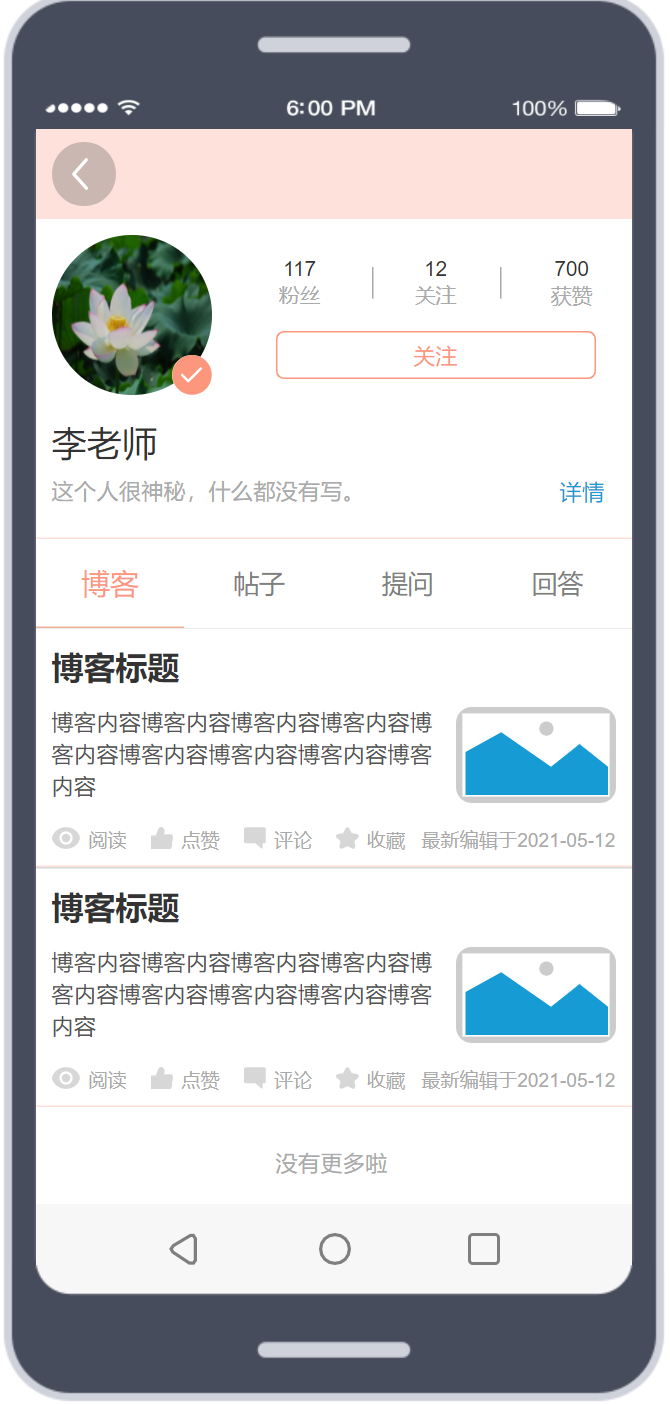 6:00 PM 100%
117 12 700
粉丝 关注 获赞
关注
李老师
这个人很神秘，什么都没有写。 详情
博客 帖子 提问 回答
博客标题
博客内容博客内容博客内容博客内容博
客内容博客内容博客内容博客内容博客
内容
阅读 点赞 评论 收藏 最新编辑于2021-05-12
博客标题
博客内容博客内容博客内容博客内容博
客内容博客内容博客内容博客内容博客
内容
阅读 点赞 评论 收藏 最新编辑于2021-05-12
没有更多啦